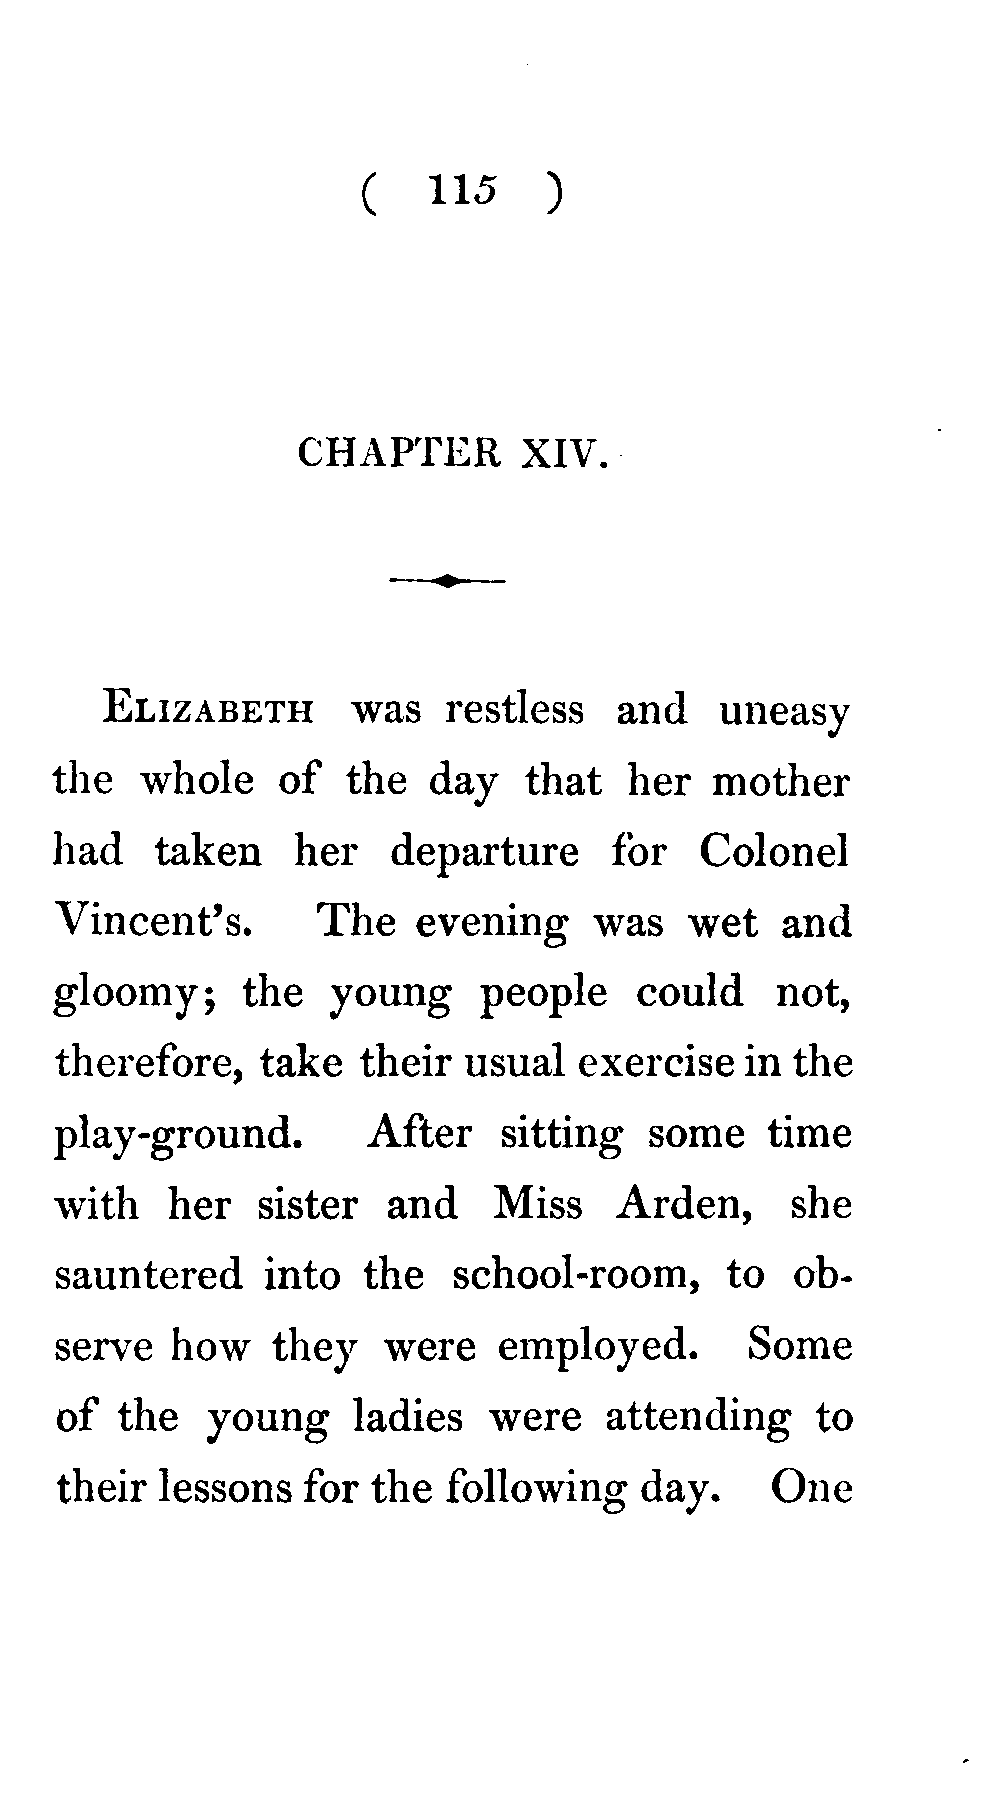 ( 115 )
CHAPTER XIV.
ELIZABETH was restless and uneasy
the whole of the day that her mother
had taken her departure for Colonel
Vincent's. The evening was wet and
gloomy; the young people could not,
therefore, take their usual exercise in the
play-ground. After sitting some time
with her sister and Miss Arden, she
sauntered into the school-room, to ob-
serve how they were employed. Some
of the young ladies were attending to
their lessons for the following day. One